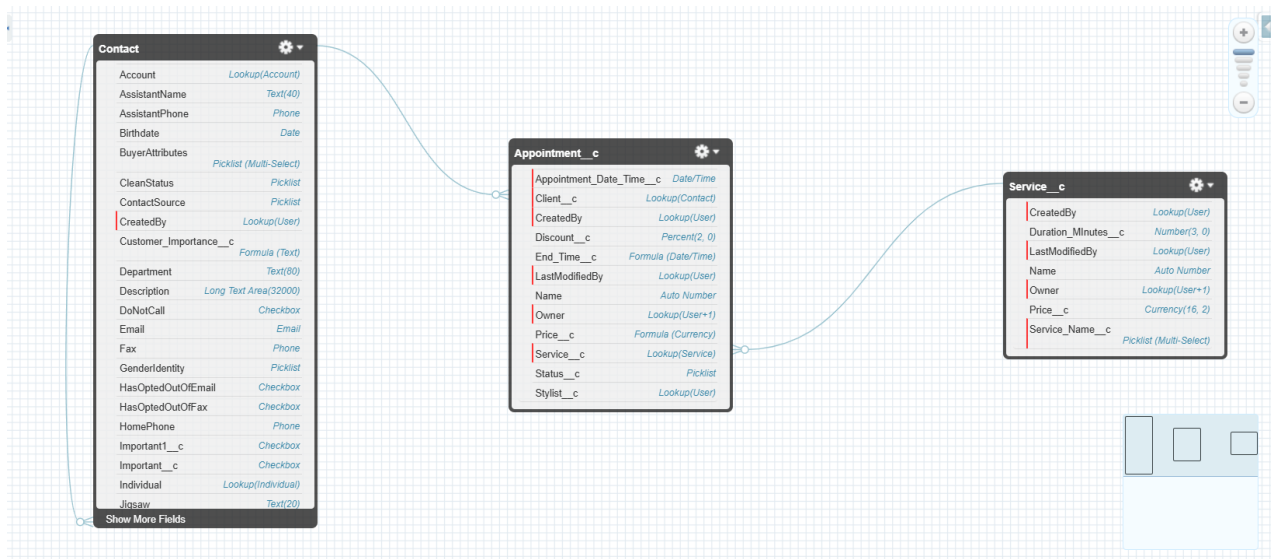 Contact
Account Lookup(Account)
AssistantName Text(40)
AssistantPhone Phone
Birthdate Date
BuyerAttributes
Picklist (Multi-Select)
CleanStatus Picklist
ContactSource Picklist
CreatedBy Lookup(User)
Customer_Importance__c
Formula (Text)
Department Text(80)
Description Long Text Area(32000)
DoNotCall Checkbox
Email Email
Fax Phone
GenderIdentity Picklist
HasOptedOutOfEmail Checkbox
HasOptedOutOfFax Checkbox
HomePhone Phone
Important1__c Checkbox
Important__c Checkbox
Individual Lookup(Individual)
Jigsaw Text(20)
Show More Fields
Appointment__c
Appointment_Date_Time__c Date/Time
Client__c Lookup(Contact)
CreatedBy Lookup(User)
Discount__c Percent(2, 0)
End_Time__c Formula (Date/Time)
LastModifiedBy Lookup(User)
Name Auto Number
Owner Lookup(User+1)
Price__c Formula (Currency)
Service__c Lookup(Service)
Status__c Picklist
Stylist__c Lookup(User)
Service__c
CreatedBy Lookup(User)
Duration_MInutes__c Number(3, 0)
LastModifiedBy Lookup(User)
Name Auto Number
Owner Lookup(User+1)
Price__c Currency(16, 2)
Service_Name__c
Picklist (Multi-Select)